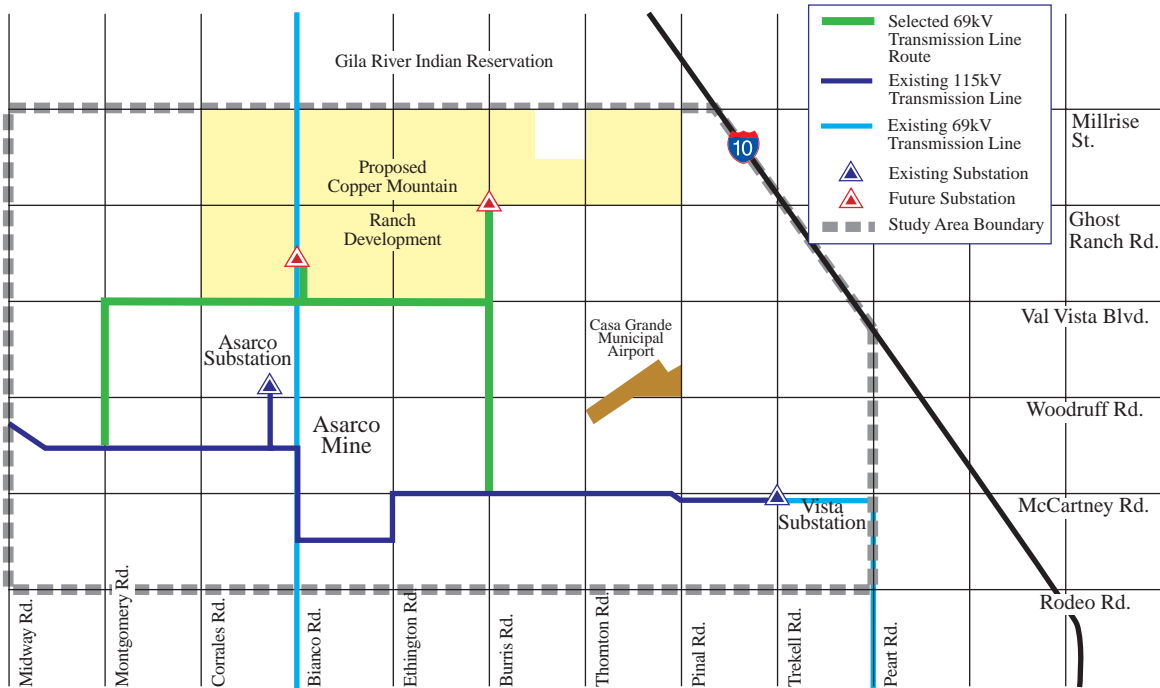 Selected 69kV
Transmission Line
Route
Existing 115kV
Transmission Line
Existing 69kV
Transmission Line
Existing Substation
Future Substation
Study Area Boundary
Gila River Indian Reservation
10
Millrise
St.
Proposed
Copper Mountain
Ranch
Development
Ghost
Ranch Rd.
Val Vista Blvd.
Casa Grande
Municipal
Airport
Asarco
Substation
Woodruff Rd.
Asarco
Mine
McCartney Rd.
Vista
Substation
Rodeo Rd.
Midway Rd.
Montgomery Rd.
Corrales Rd.
Bianco Rd.
Ethington Rd
Burris Rd.
Thornton Rd.
Pinal Rd.
Trekell Rd.
Peart Rd.